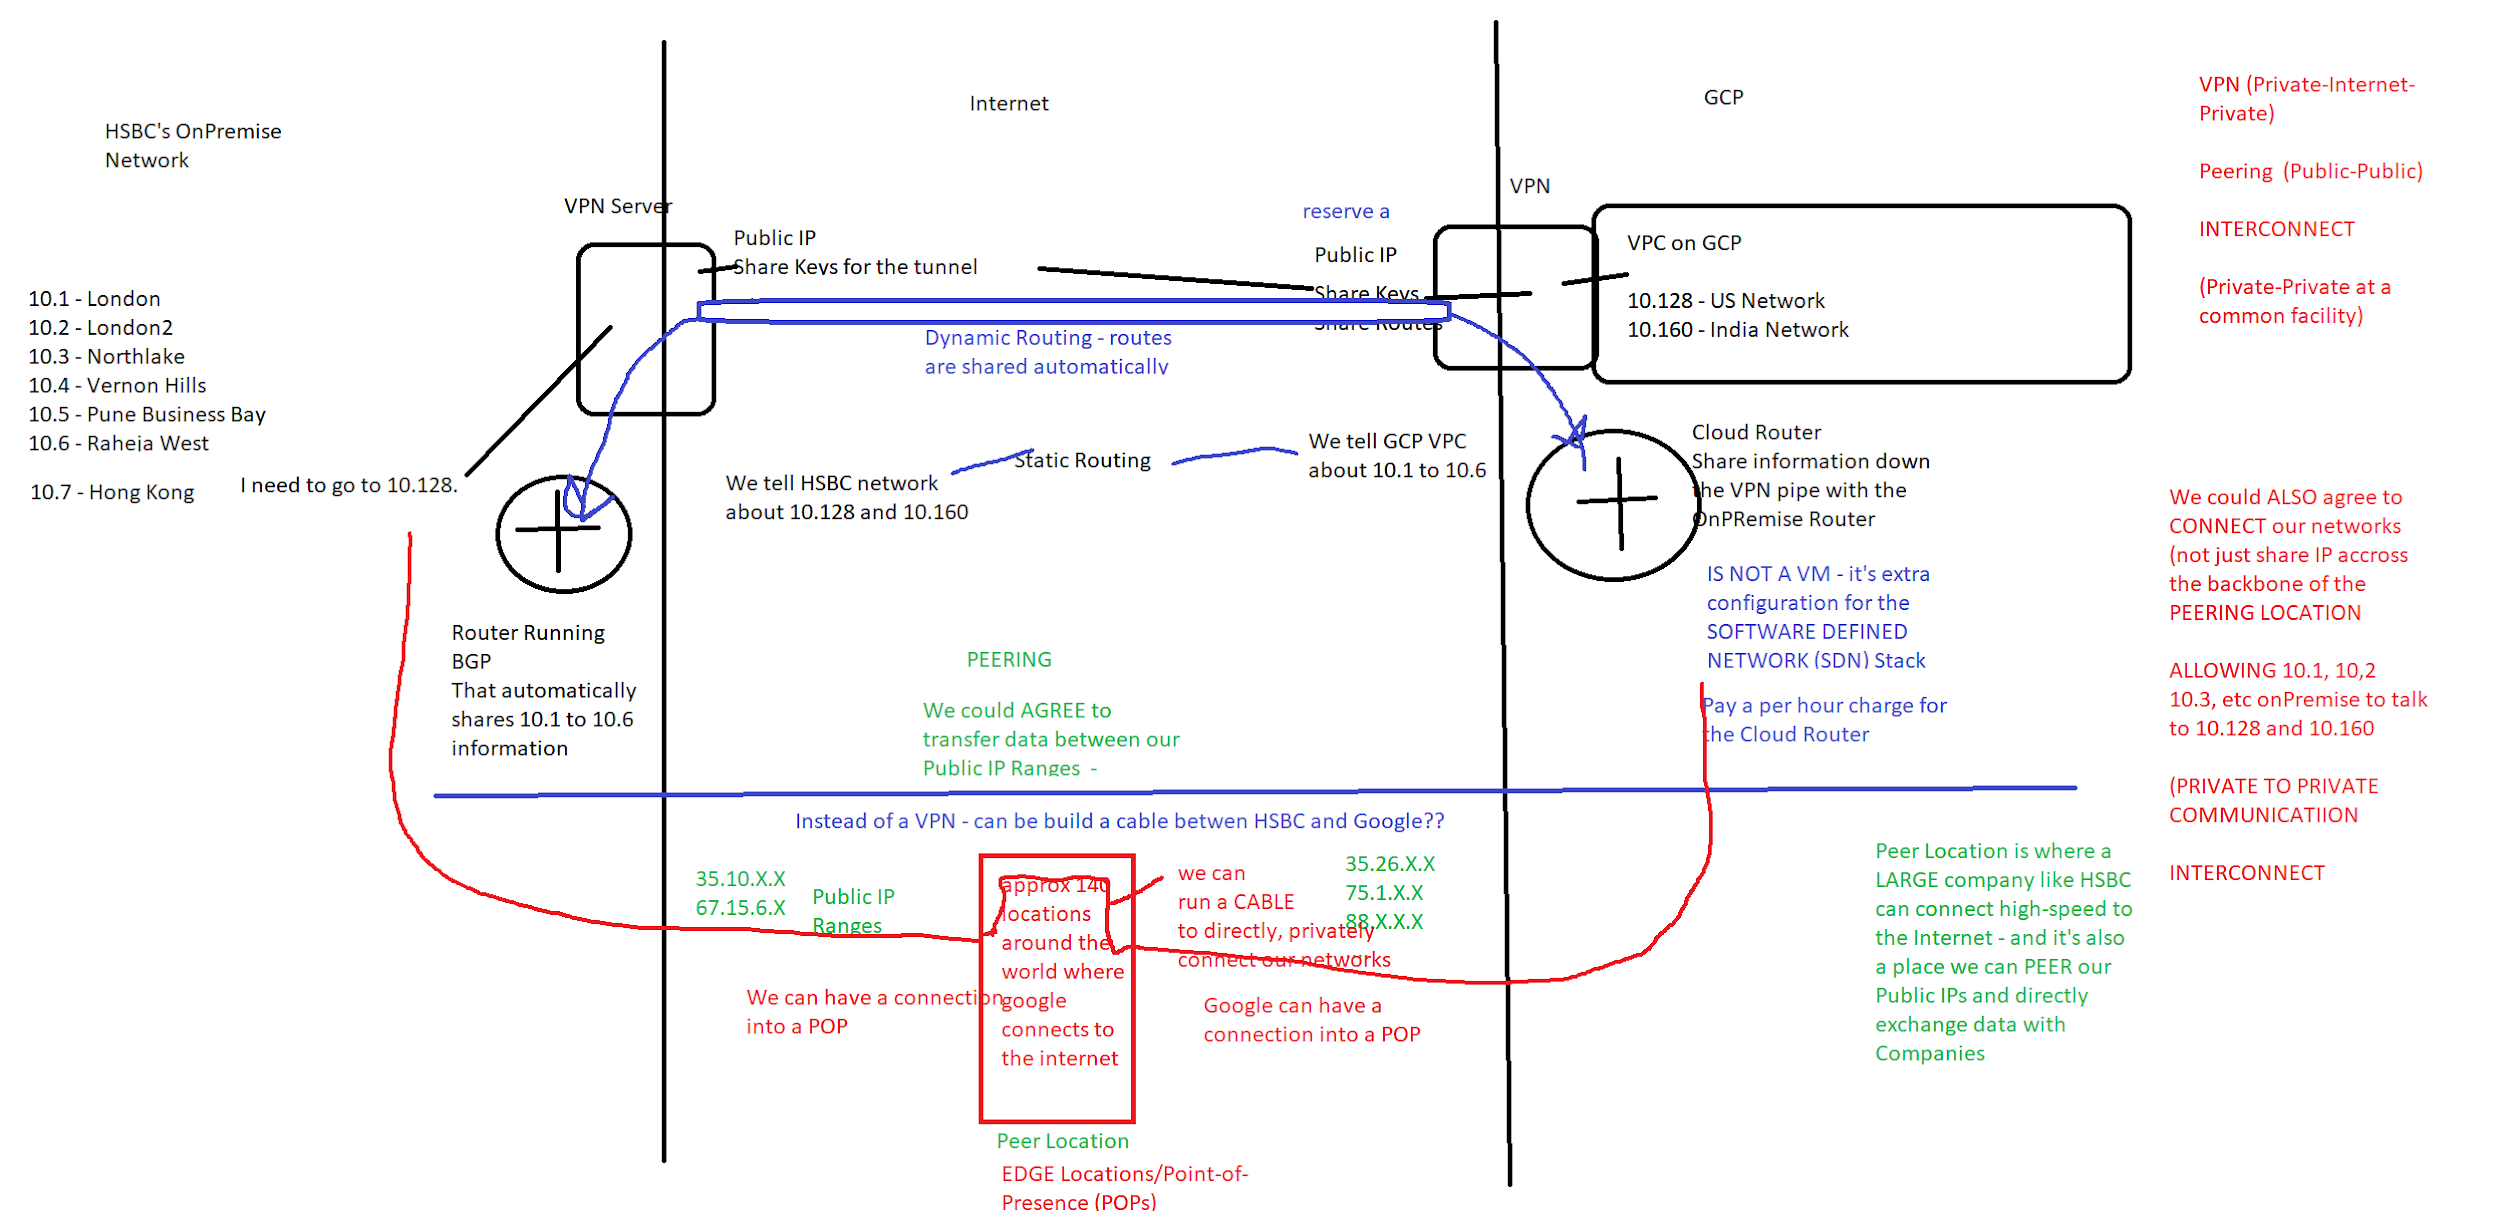 HSBC's OnPremise
Network
Internet
GCP
VPN (Private-Internet-
Private)
Peering  (Public-Public)
INTERCONNECT
(Private-Private at a
common facility)
VPN Server
VPN
Public IP
Share Keys for the tunnel
reserve a
Public IP
Share Keys
Share Routes
VPC on GCP
10.128 - US Network
10.160 - India Network
10.1 - London
10.2 - London2
10.3 - Northlake
10.4 - Vernon Hills
10.5 - Pune Business Bay
10.6 - Raheja West
10.7 - Hong Kong
I need to go to 10.128.
Dynamic Routing - routes
are shared automatically
We tell HSBC network
about 10.128 and 10.160
Static Routing
We tell GCP VPC
about 10.1 to 10.6
Cloud Router
Share information down
the VPN pipe with the
OnPRemise Router
IS NOT A VM - it's extra
configuration for the
SOFTWARE DEFINED
NETWORK (SDN) Stack
Pay a per hour charge for
the Cloud Router
We could ALSO agree to
CONNECT our networks
(not just share IP accross
the backbone of the
PEERING LOCATION
ALLOWING 10.1, 10,2
10.3, etc onPremise to talk
to 10.128 and 10.160
(PRIVATE TO PRIVATE
COMMUNICATIION
INTERCONNECT
Router Running
BGP
That automatically
shares 10.1 to 10.6
information
PEERING
We could AGREE to
transfer data between our
Public IP Ranges  -
Instead of a VPN - can be build a cable betwen HSBC and Google??
35.10.X.X
67.15.6.X
Public IP
Ranges
approx 140
locations
around the
world where
google
connects to
the internet
we can
run a CABLE
to directly, privately
connect our networks
35.26.X.X
75.1.X.X
88.X.X.X
We can have a connection
into a POP
Google can have a
connection into a POP
Peer Location is where a
LARGE company like HSBC
can connect high-speed to
the Internet - and it's also
a place we can PEER our
Public IPs and directly
exchange data with
Companies
Peer Location
EDGE Locations/Point-of-
Presence (POPs)